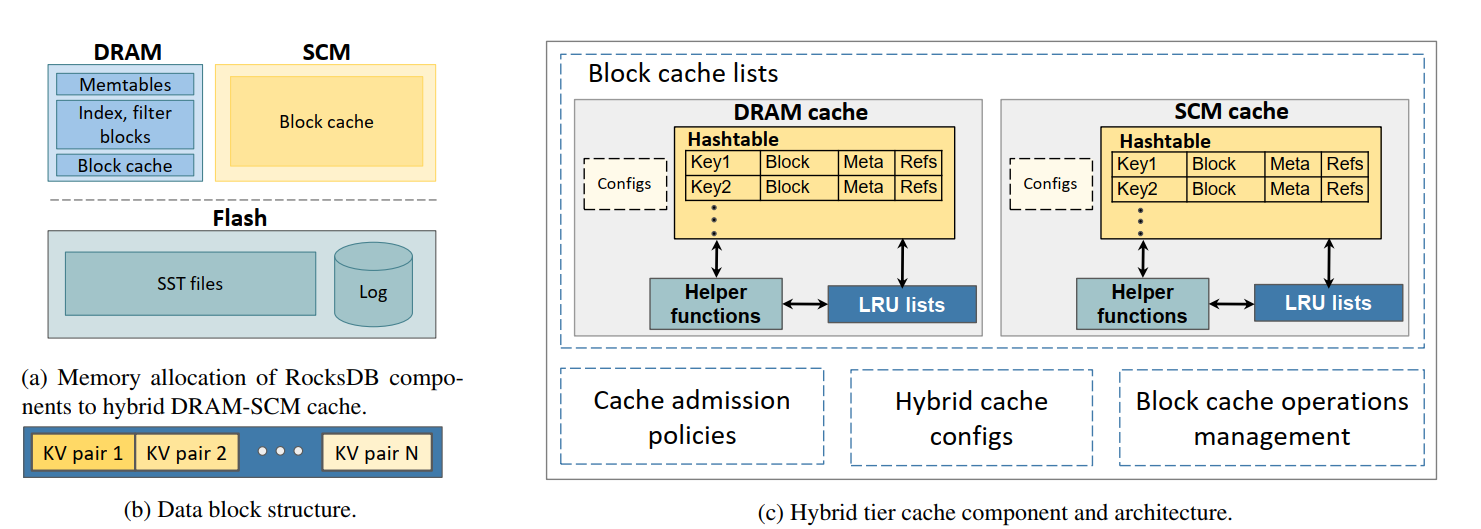 DRAM
SCM
Memtables
Index, filter
blocks
Block cache
Block cache
Flash
SST files
Log
(a) Memory allocation of RocksDB compo-
nents to hybrid DRAM-SCM cache.
KV pair 1 KV pair 2 KV pair N
(b) Data block structure.
Block cache lists
DRAM cache
Configs
Hashtable
Key1 Block Meta Refs
Key2 Block Meta Refs
Helper
functions
LRU lists
SCM cache
Configs
Hashtable
Key1 Block Meta Refs
Key2 Block Meta Refs
Helper
functions
LRU lists
Cache admission
policies
Hybrid cache
configs
Block cache operations
management
(c) Hybrid tier cache component and architecture.